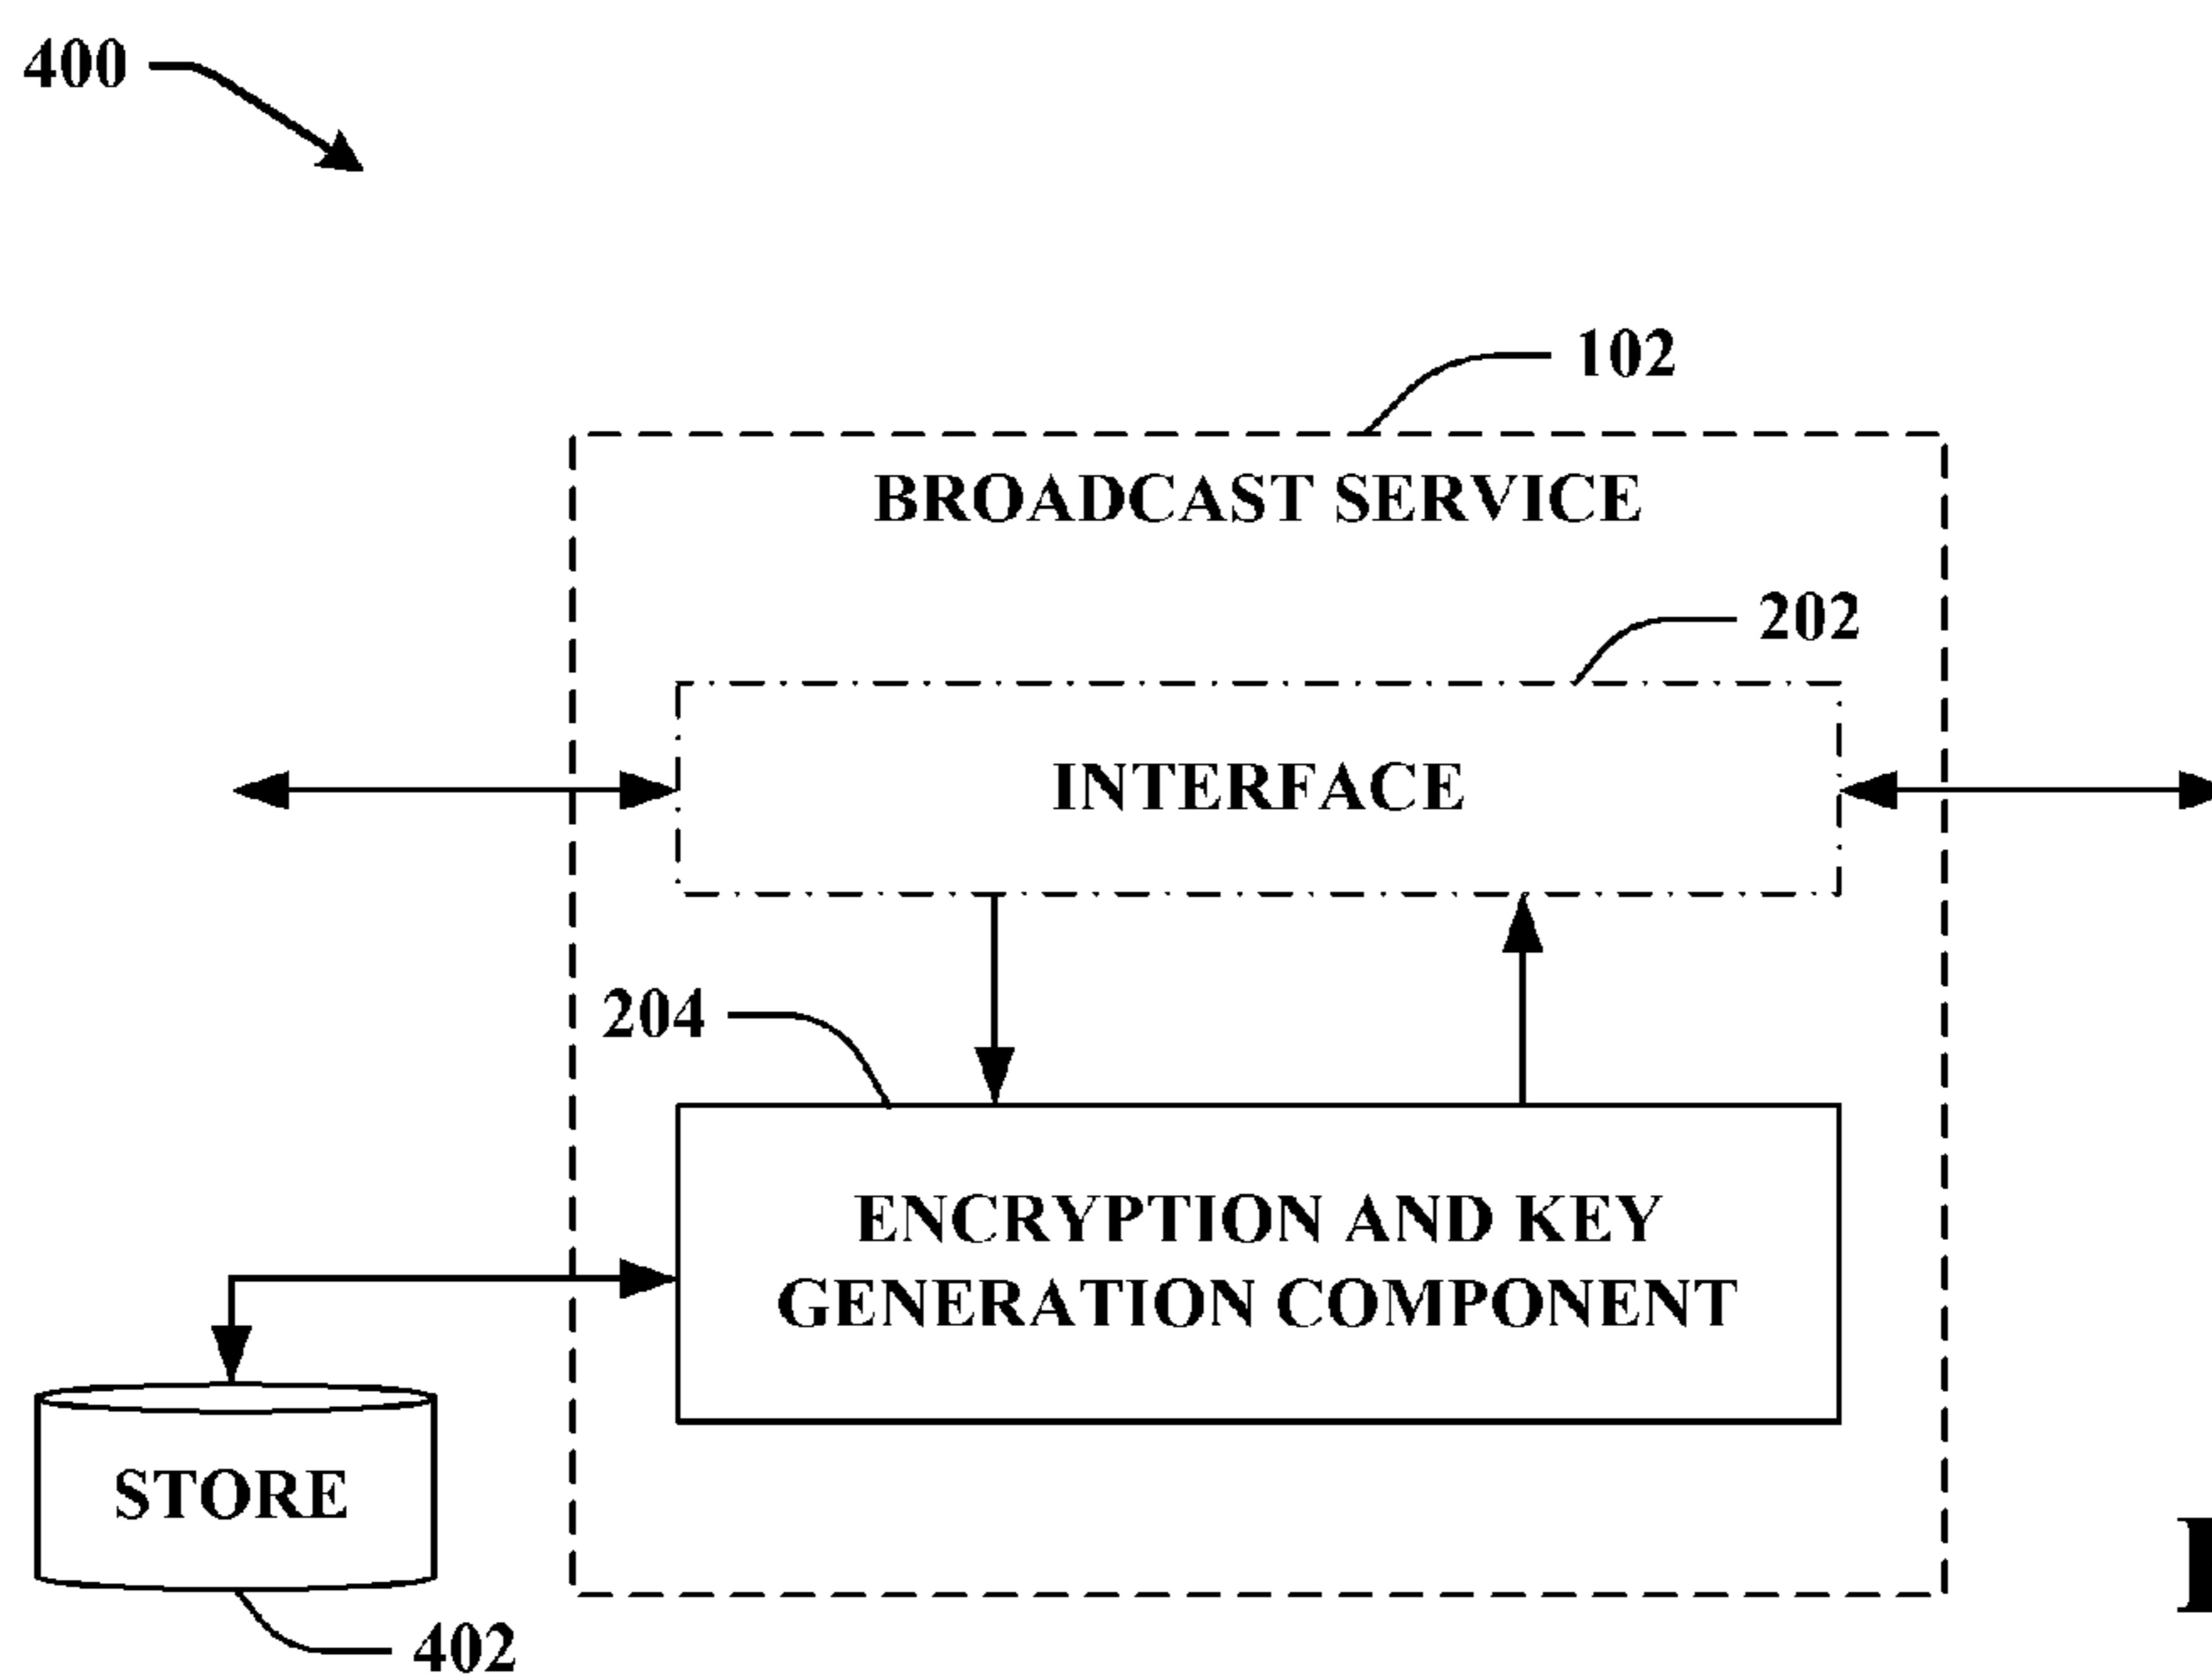 400
102
BROADCAST SERVICE
202
INTERFACE
204
ENCRYPTION AND KEY
GENERATION COMPONENT
STORE
402